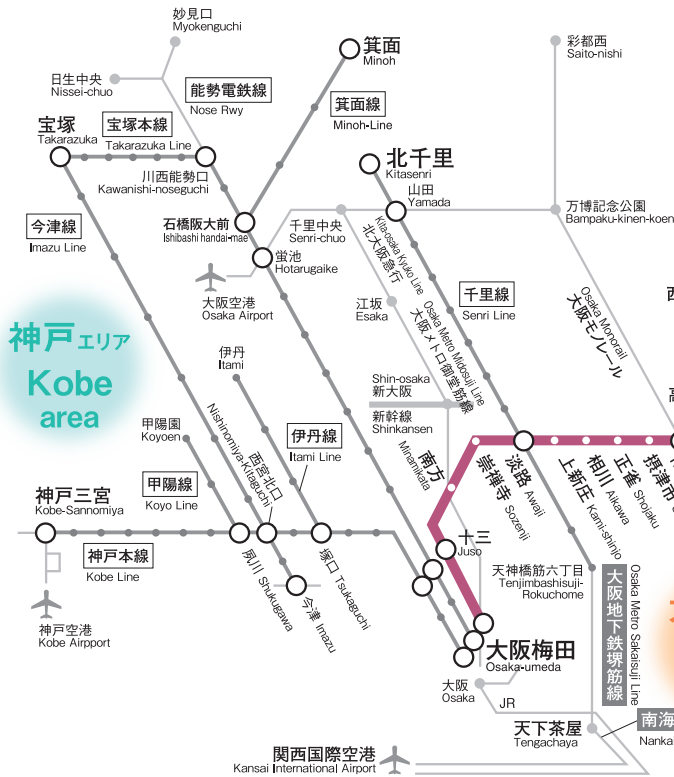 妙見口
Myokenguchi
日生中央
Nissei-chuo
能勢電鉄線
Nose Rwy
箕面
Minoh
箕面線
Minoh-Line
彩都西
Saito-nishi
宝塚
Takarazuka
宝塚本線
Takarazuka Line
川西能勢口
Kawanishi-noseguchi
北千里
Kitasenri
山田
Yamada
万博記念公園
Bampaku-kinen-koen
今津線
Imazu Line
石橋阪大前
Ishibashi handai-mae
千里中央
Senri-chuo
Kita-osaka Kyuko Line
北大阪急行
蛍池
Hotarugaike
大阪空港
Osaka Airport
江坂
Esaka
千里線
Senri Line
Osaka Metro Midosuji Line
大阪メトロ御堂筋線
Osaka Monorail
大阪モノレール
神戸エリア
Kobe
area
伊丹
Itami
伊丹線
Itami Line
Shin-osaka
新大阪
新幹線
Shinkansen
甲陽園
Koyoen
甲陽線
Koyo Line
Nishinomiya-Kitaguchi
西宮北口
南方
Minamikata
崇禅寺 Sozenji
淡路 Awaji
上新庄 Kami-shinjo
相川 Aikawa
正雀 Shojaku
摂津市
神戸三宮
Kobe-Sannomiya
神戸本線
Kobe Line
夙川 Shukugawa
今津 Imazu
塚口 Tsukaguchi
十三
Juso
天神橋筋六丁目
Tenjimbashisuji-
Rokuchome
大阪地下鉄堺筋線
Osaka Metro Sakaisuji Line
神戸空港
Kobe Airpport
大阪梅田
Osaka-umeda
大阪
Osaka
JR
天下茶屋
Tengachaya
南海
Nanka
関西国際空港
Kansai International Airport